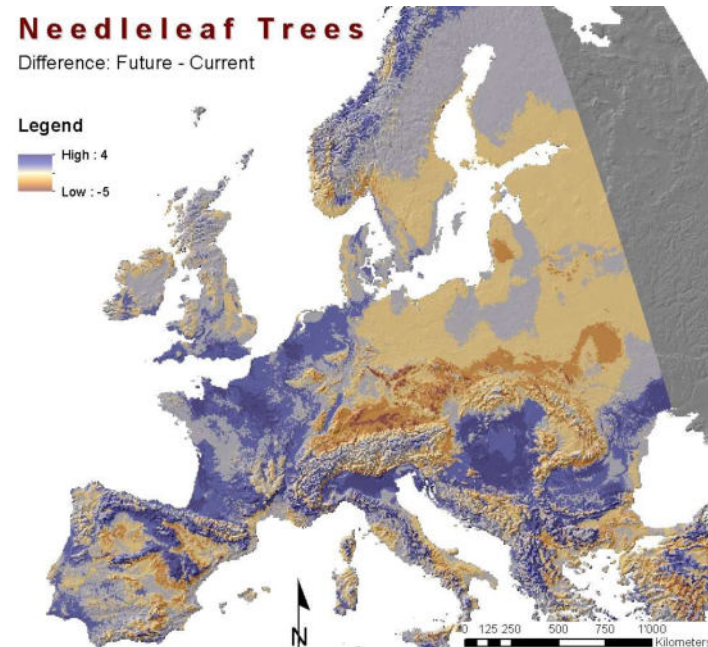 Needleleaf Trees
Difference: Future - Current
Legend
High : 4
Low : -5
N
0 125 250 500 750 1'000
Kilometers